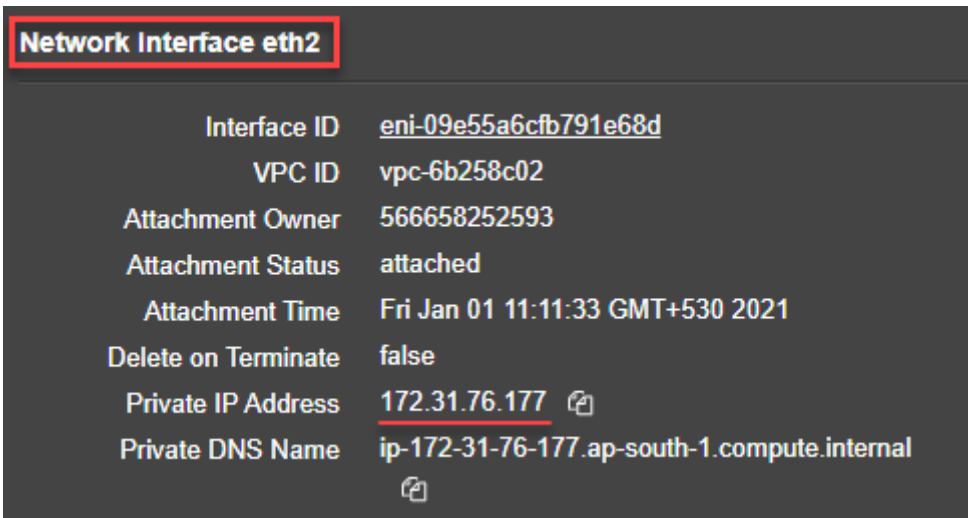 Network Interface eth2
Interface ID eni-09e55a6cfb791e68d
VPC ID vpc-6b258c02
Attachment Owner 566658252593
Attachment Status attached
Attachment Time Fri Jan 01 11:11:33 GMT+530 2021
Delete on Terminate false
Private IP Address 172.31.76.177
Private DNS Name ip-172-31-76-177.ap-south-1.compute.internal